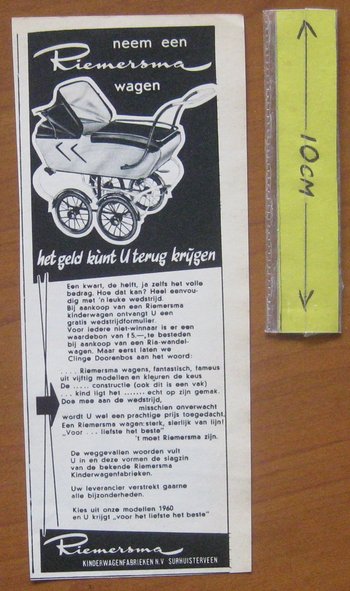 neem een
Riemersma
wagen
het geld kunt U terug krijgen
Een kwart, de helft, ja zelfs het volle
bedrag. Hoe dat kan? Heel eenvou-
dig met 'n leuke wedstrijd.
Bij aankoop van een Riemersma
kinderwagen ontvangt U een
gratis wedstrijdformulier.
Voor iedere niet-winnaar is er een
waardebon van f 5.—, te besteden
bij aankoop van een Ria-wandel-
wagen. Maar eerst laten we
Clinge Doorenbos aan het woord:
.... Riemersma wagens, fantastisch, fameus
uit vijftig modellen en kleuren de keus
De ..... constructie (ook dit is een vak)
... kind ligt het ....... echt op zijn gemak.
Doe mee aan de wedstrijd,
misschien onverwacht
wordt U wel een prachtige prijs toegedacht.
Een Riemersma wagen: sterk, sierlijk van lijn!
"Voor ... liefste het beste"
't moet Riemersma zijn.
De weggevallen woorden vult
U in en deze vormen de slagzin
van de bekende Riemersma
Kinderwagenfabrieken.
Uw leverancier verstrekt gaarne
alle bijzonderheden.
Kies uit onze modellen 1960
en U krijgt „voor het liefste het beste"
Riemersma
KINDERWAGENFABRIEKEN N.V SURHUISTERVEEN
10CM